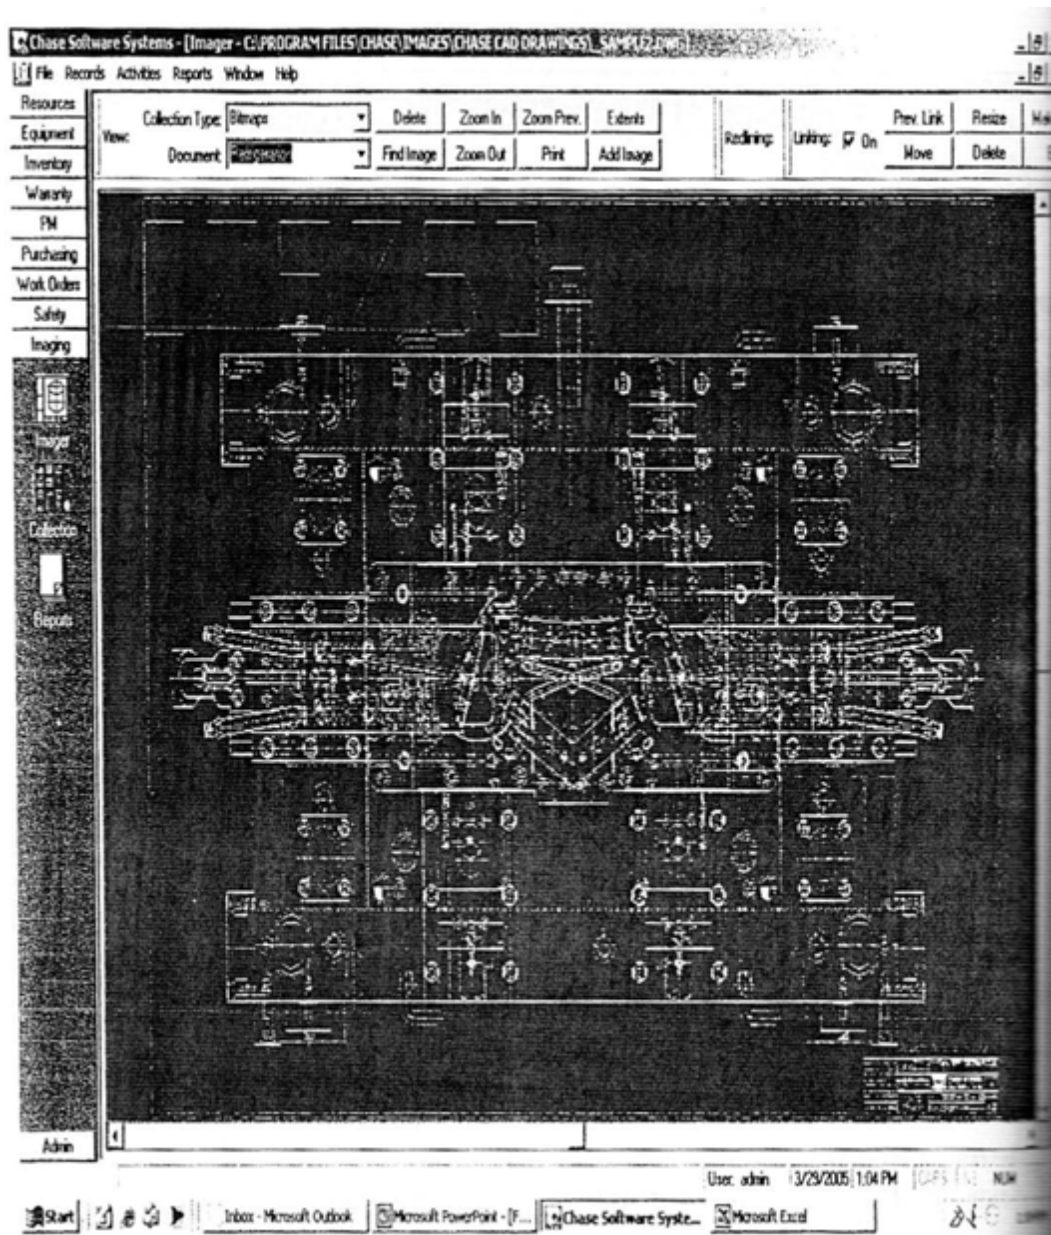 Chase Software Systems - [Imager - C:\PROGRAM FILES\CHASE\IMAGES\CHASE CAD DRAWINGS\_SAMPLE2.DWG]
File Records Activities Reports Window Help
Resources
Equipment
Inventory
Warranty
PM
Purchasing
Work Orders
Safety
Imaging
Imager
Collection
Reports
Admin
View:
Collection Type: Bitmaps
Document: Refrigerator
Delete Zoom In Zoom Prev. Extents
Find Image Zoom Out Print Add Image
Redlining:
Linking: On
Prev. Link Resize
Move Delete
User: admin 3/29/2005 1:04 PM CAPS NUM
Start Inbox - Microsoft Outlook Microsoft PowerPoint - [F... Chase Software Syste... Microsoft Excel